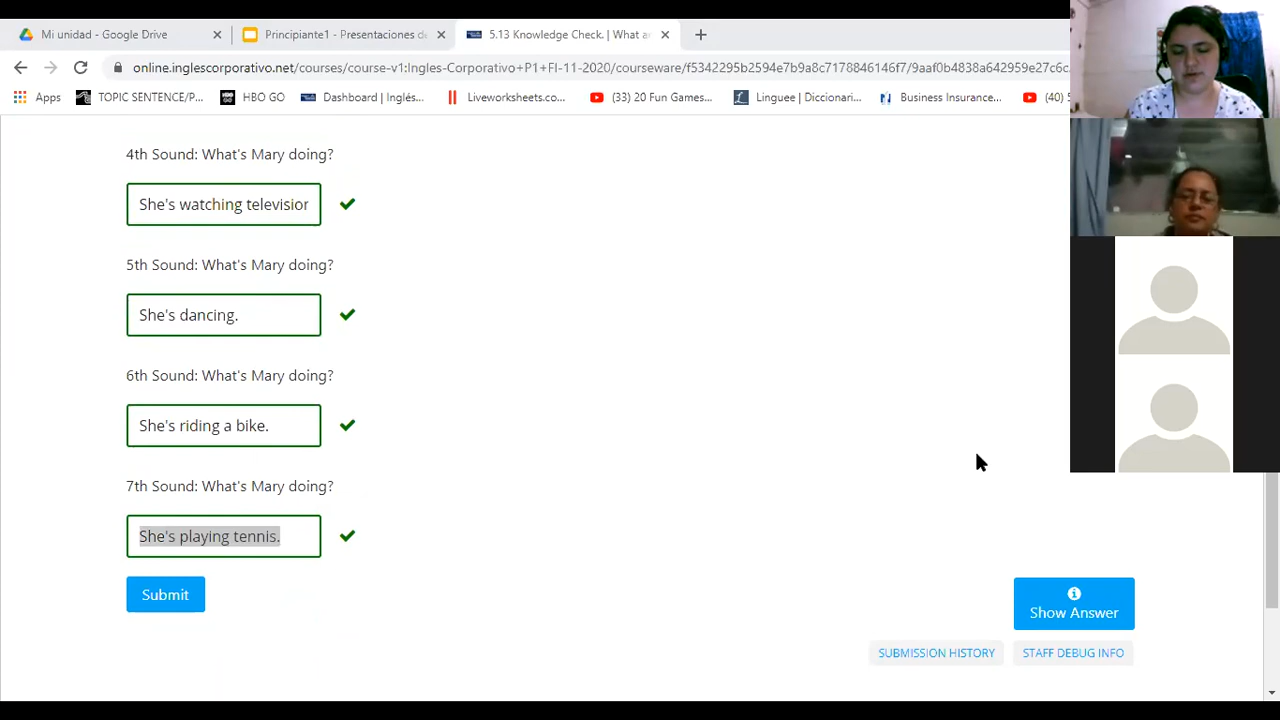 Mi unidad - Google Drive
Principiante1 - Presentaciones de
5.13 Knowledge Check. | What a
online.inglescorporativo.net/courses/course-v1:Ingles-Corporativo+P1+FI-11-2020/courseware/f5342295b2594e7b9a8c7178846146f7/9aaf0b4838a642959e27c6c
Apps
TOPIC SENTENCE/P...
HBO GO
Dashboard | Inglés...
Liveworksheets.co...
(33) 20 Fun Games...
Linguee | Diccionari...
Business Insurance...
(40)
4th Sound: What's Mary doing?
She's watching television
5th Sound: What's Mary doing?
She's dancing.
6th Sound: What's Mary doing?
She's riding a bike.
7th Sound: What's Mary doing?
She's playing tennis.
Submit
Show Answer
SUBMISSION HISTORY
STAFF DEBUG INFO